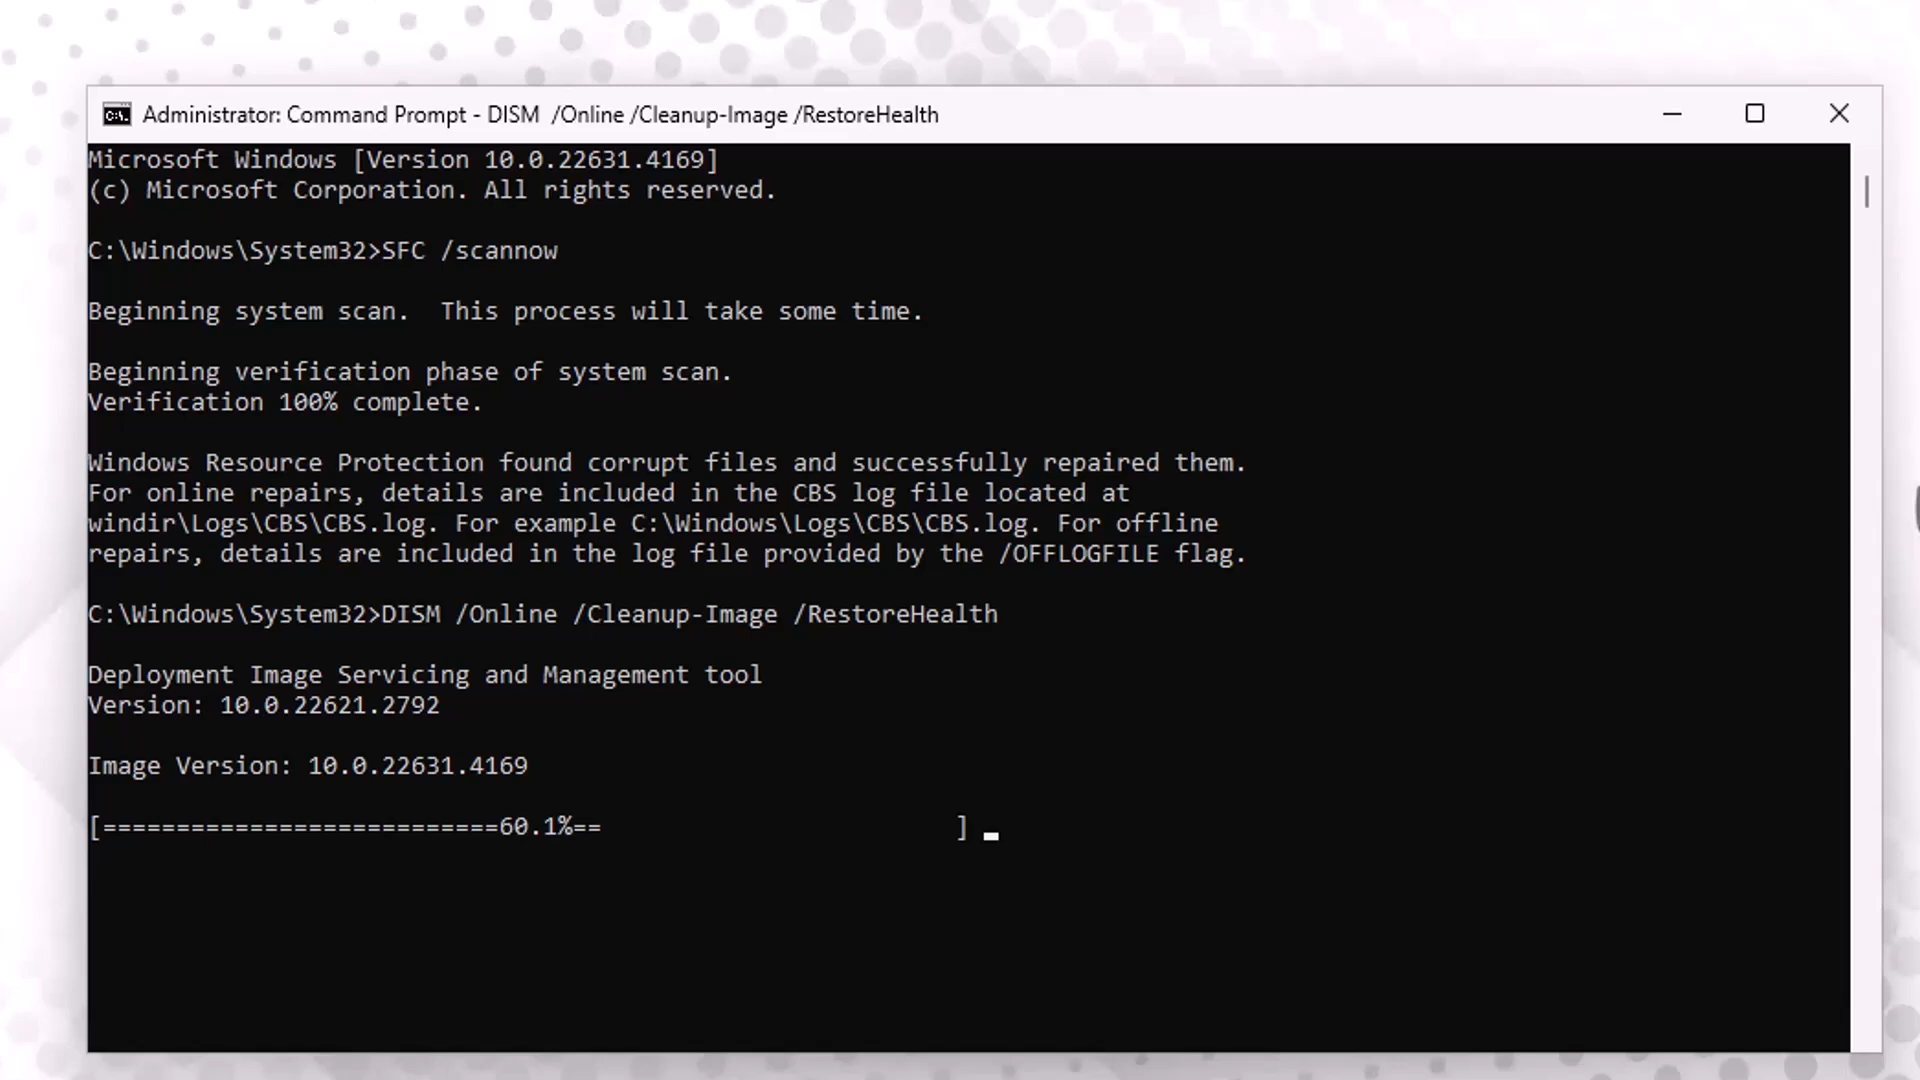 Administrator: Command Prompt - DISM  /Online /Cleanup-Image /RestoreHealth
Microsoft Windows [Version 10.0.22631.4169]
(c) Microsoft Corporation. All rights reserved.
C:\Windows\System32>SFC /scannow
Beginning system scan.  This process will take some time.
Beginning verification phase of system scan.
Verification 100% complete.
Windows Resource Protection found corrupt files and successfully repaired them.
For online repairs, details are included in the CBS log file located at
windir\Logs\CBS\CBS.log. For example C:\Windows\Logs\CBS\CBS.log. For offline
repairs, details are included in the log file provided by the /OFFLOGFILE flag.
C:\Windows\System32>DISM /Online /Cleanup-Image /RestoreHealth
Deployment Image Servicing and Management tool
Version: 10.0.22621.2792
Image Version: 10.0.22631.4169
[===========================60.1%==                        ]